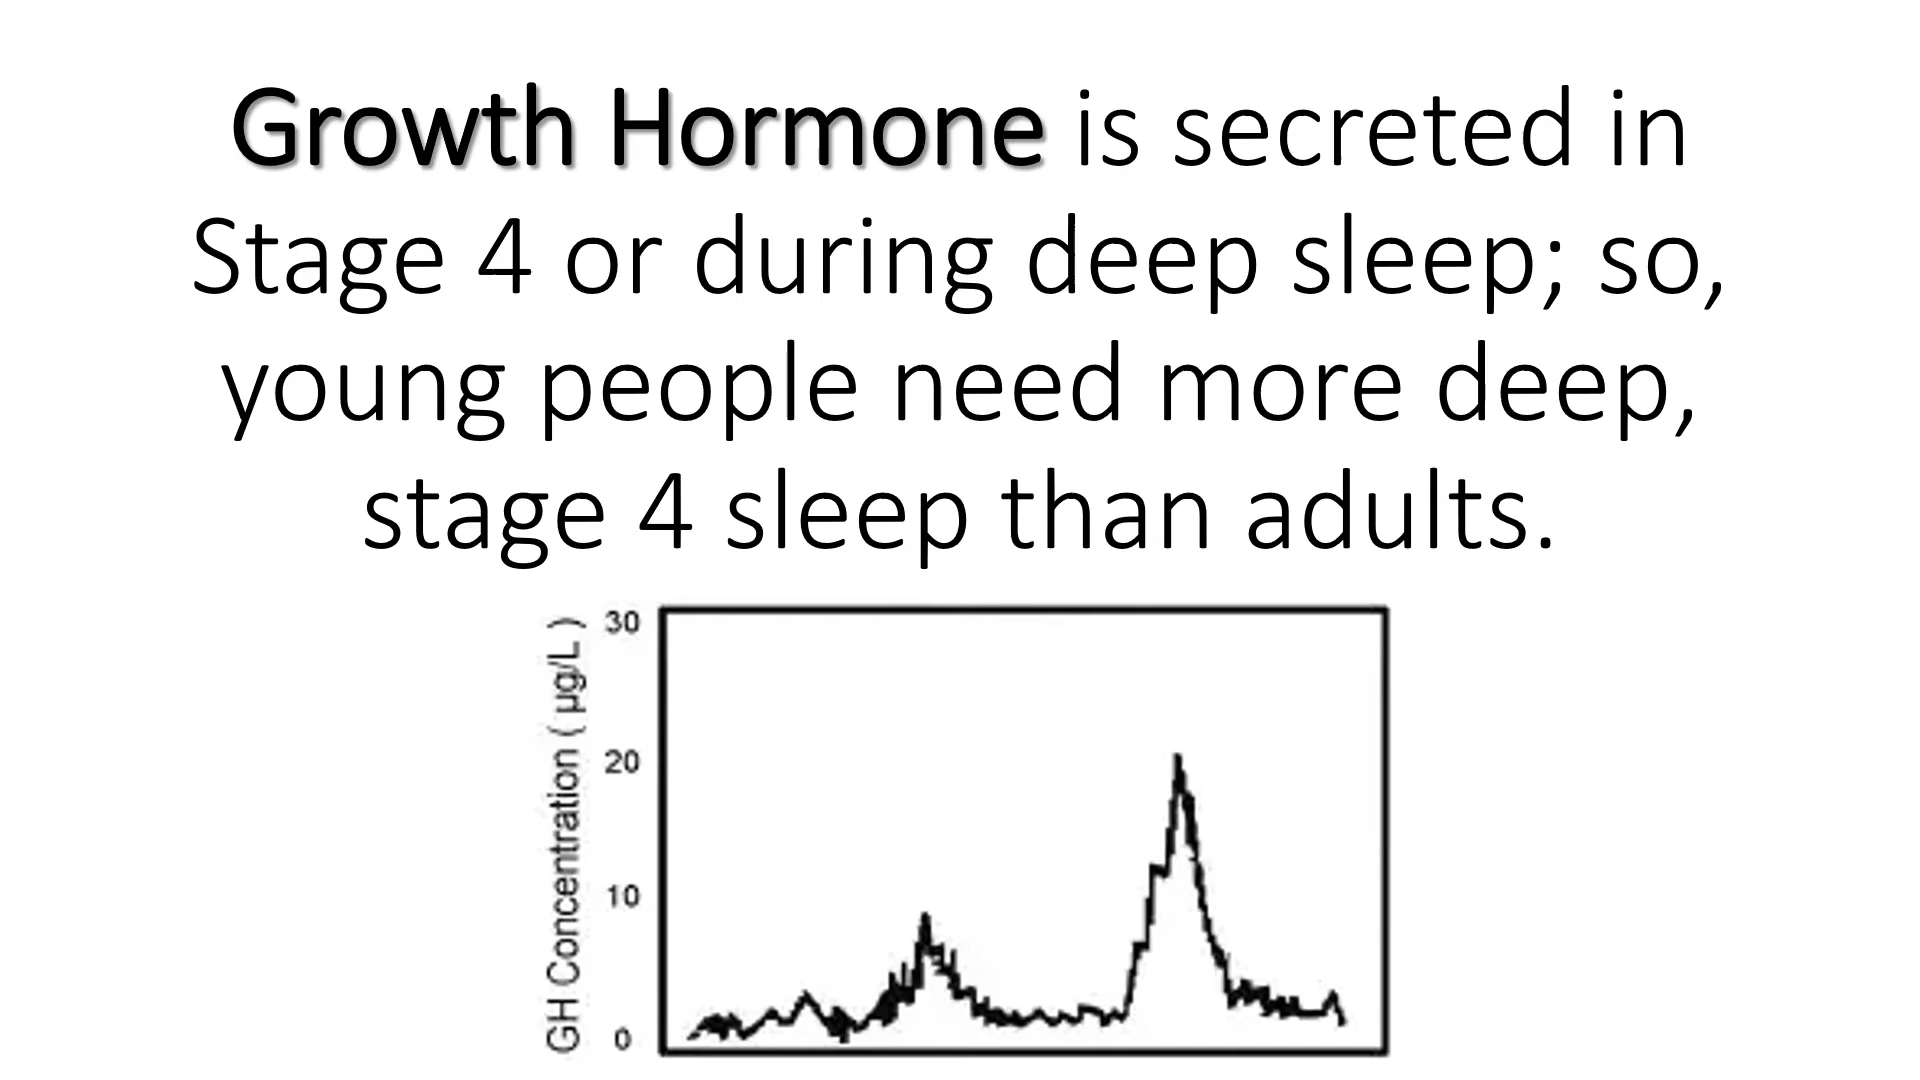 Growth Hormone is secreted in
Stage 4 or during deep sleep; so,
young people need more deep,
stage 4 sleep than adults.
GH Concentration ( µg/L )
30
20
10
0